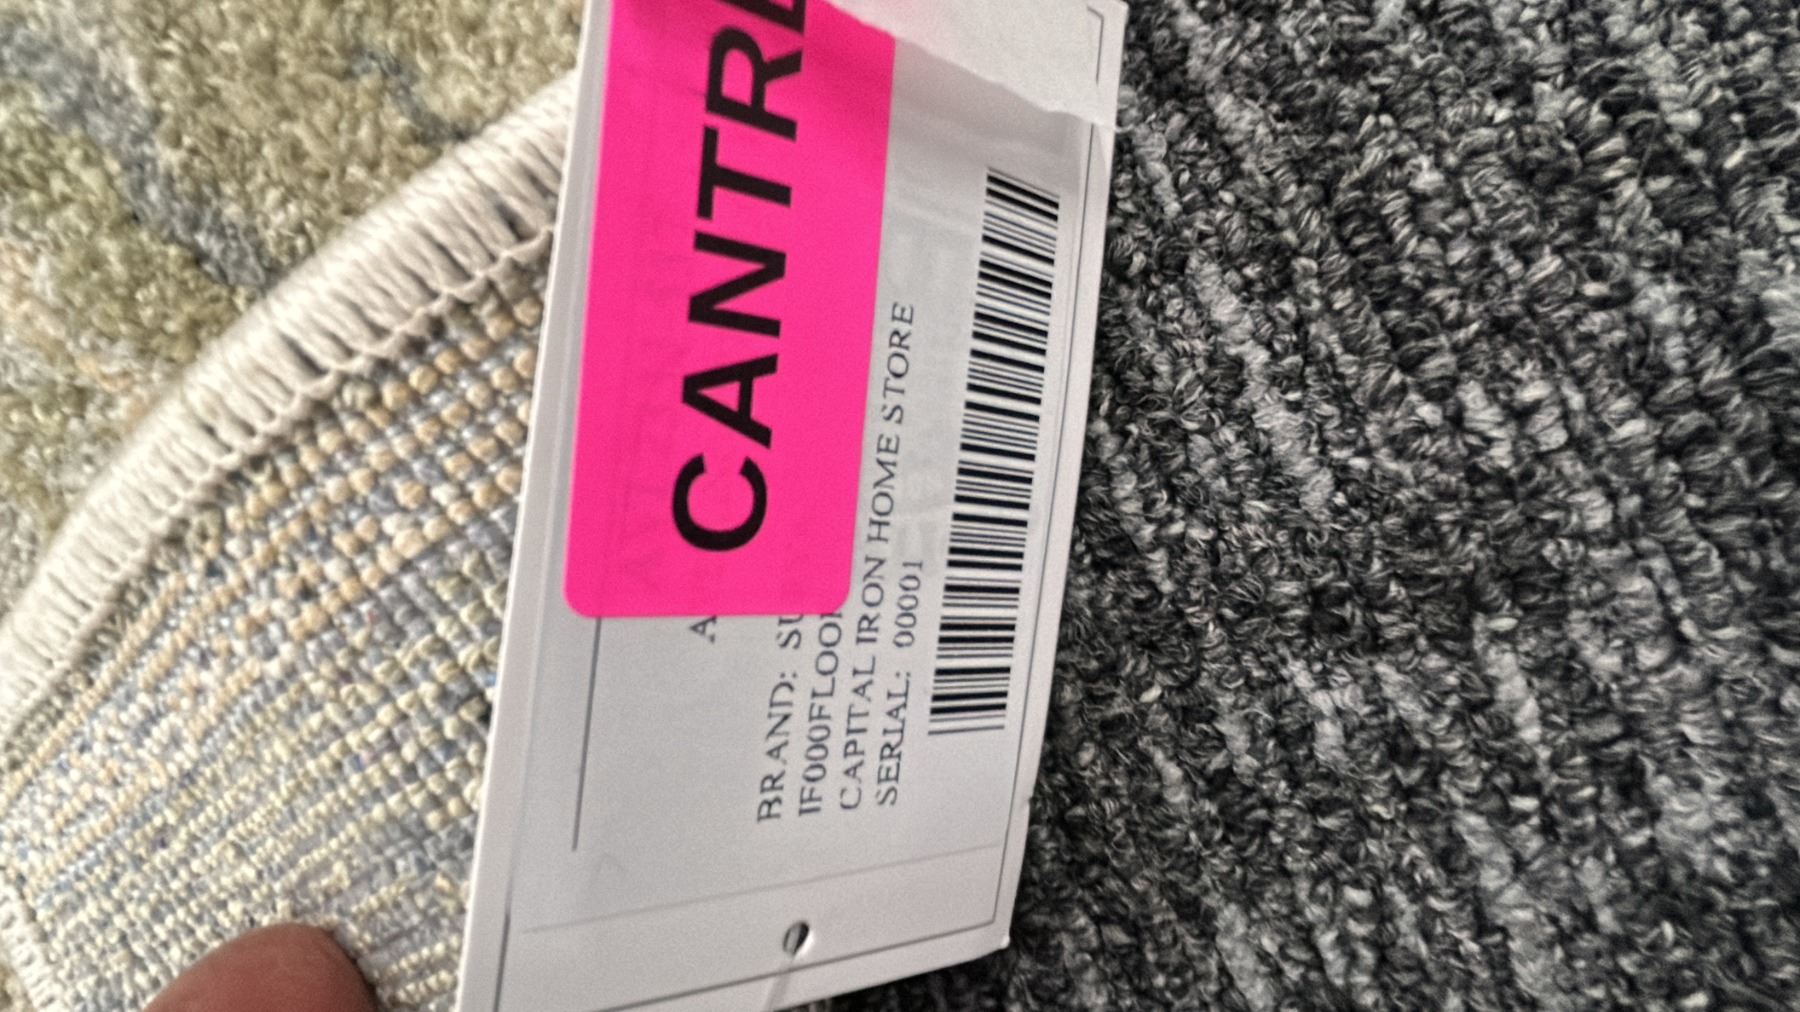 CANTRE
A
BRAND: SU
IF000FLOO
CAPITAL IRON HOME STORE
SERIAL: 00001